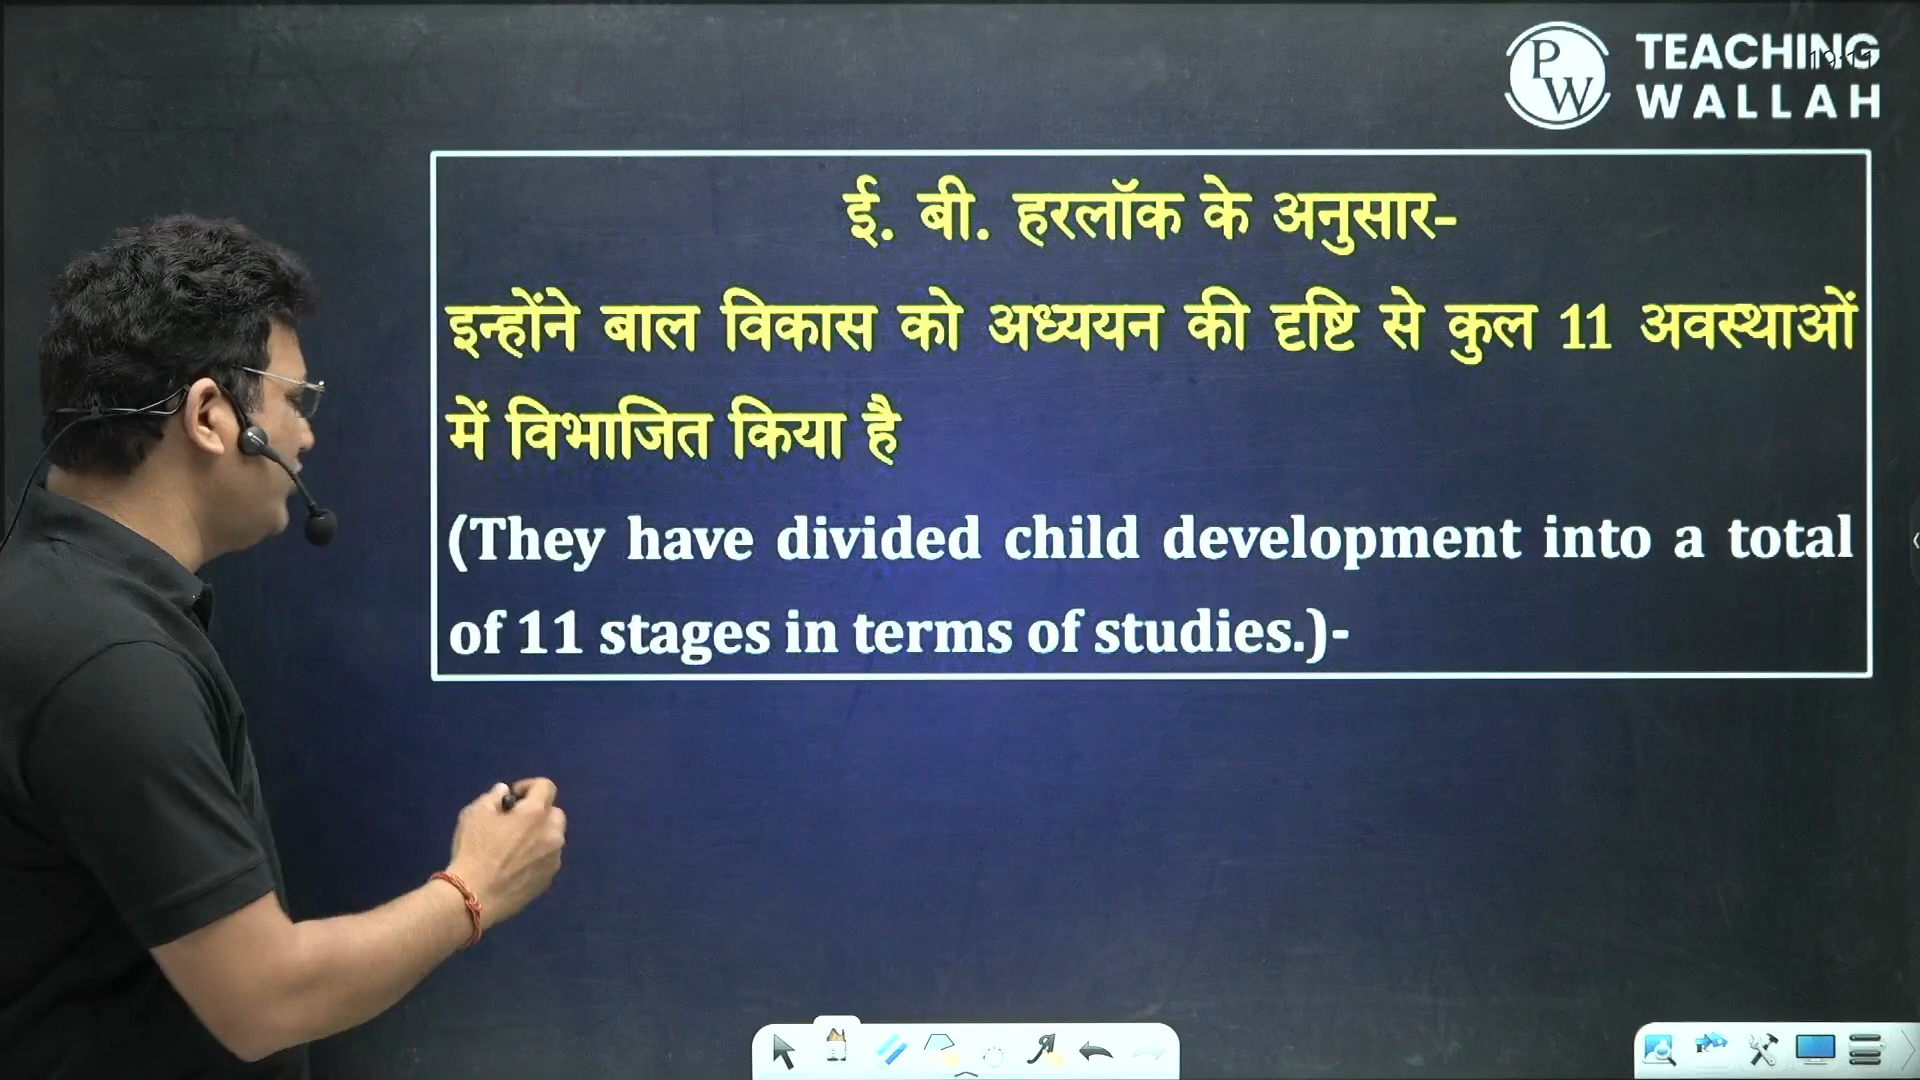 PW
TEACHING
WALLAH
ई. बी. हरलॉक के अनुसार-
इन्होंने बाल विकास को अध्ययन की दृष्टि से कुल 11 अवस्थाओं
में विभाजित किया है
(They have divided child development into a total
of 11 stages in terms of studies.)-